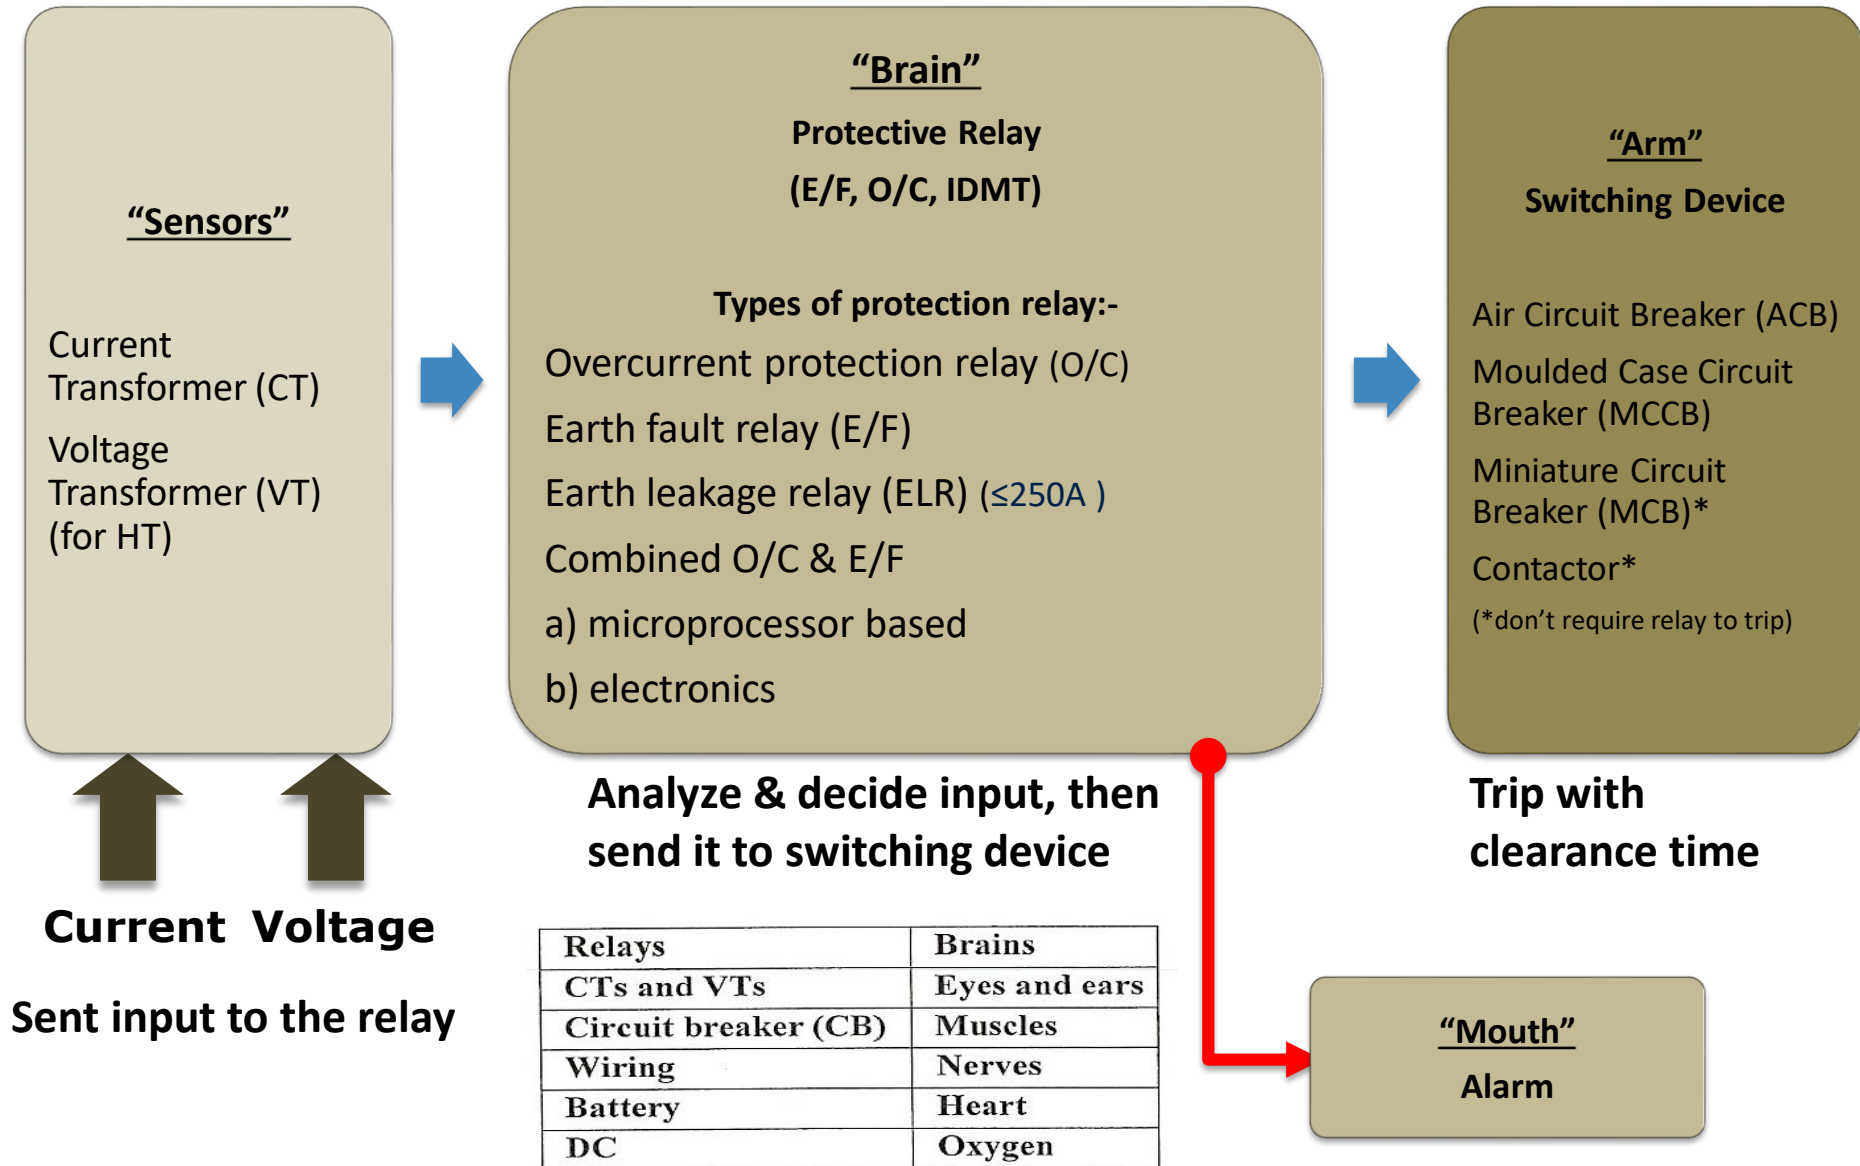 “Sensors”
Current
Transformer (CT)
Voltage
Transformer (VT)
(for HT)
“Brain”
Protective Relay
(E/F, O/C, IDMT)
Types of protection relay:-
Overcurrent protection relay (O/C)
Earth fault relay (E/F)
Earth leakage relay (ELR) (≤250A )
Combined O/C & E/F
a) microprocessor based
b) electronics
“Arm”
Switching Device
Air Circuit Breaker (ACB)
Moulded Case Circuit
Breaker (MCCB)
Miniature Circuit
Breaker (MCB)*
Contactor*
(*don’t require relay to trip)
Current Voltage
Sent input to the relay
Analyze & decide input, then
send it to switching device
Trip with
clearance time
Relays Brains
CTs and VTs Eyes and ears
Circuit breaker (CB) Muscles
Wiring Nerves
Battery Heart
DC Oxygen
“Mouth”
Alarm